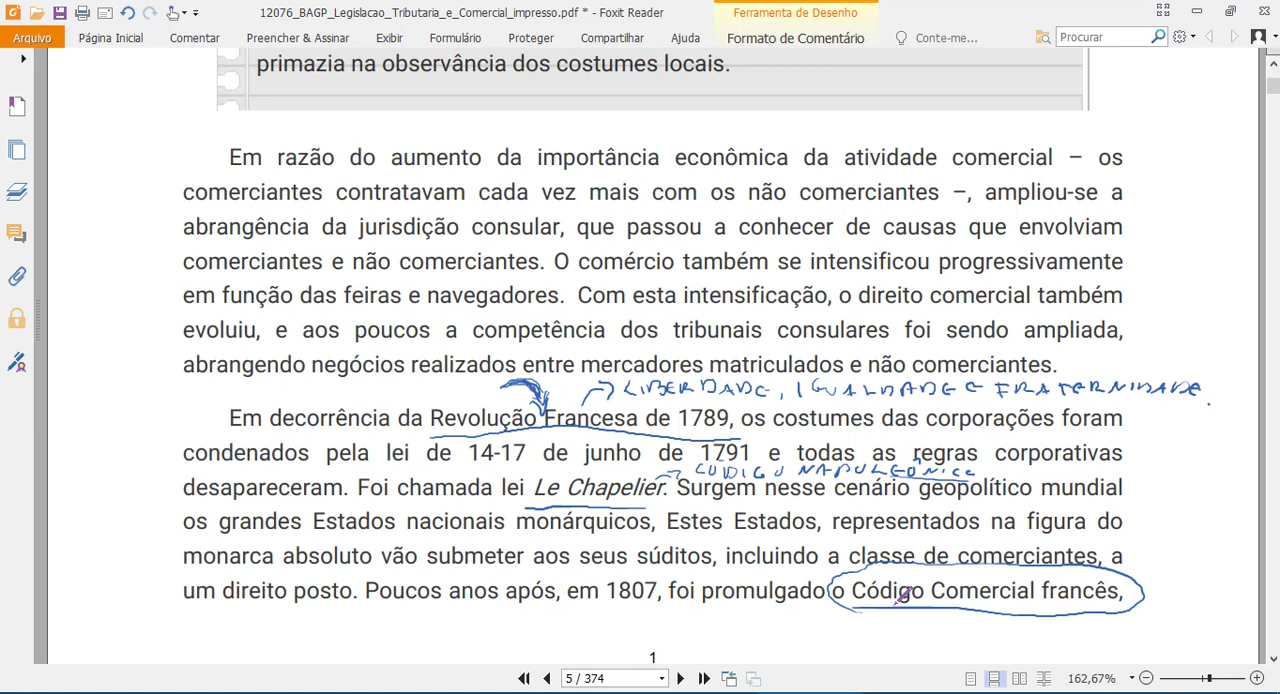 12076_BAGP_Legislacao_Tributaria_e_Comercial_impresso.pdf * - Foxit Reader
Ferramenta de Desenho
Arquivo Página Inicial Comentar Preencher & Assinar Exibir Formulário Proteger Compartilhar Ajuda Formato de Comentário Conte-me... Procurar
primazia na observância dos costumes locais.
Em razão do aumento da importância econômica da atividade comercial – os
comerciantes contratavam cada vez mais com os não comerciantes –, ampliou-se a
abrangência da jurisdição consular, que passou a conhecer de causas que envolviam
comerciantes e não comerciantes. O comércio também se intensificou progressivamente
em função das feiras e navegadores. Com esta intensificação, o direito comercial também
evoluiu, e aos poucos a competência dos tribunais consulares foi sendo ampliada,
abrangendo negócios realizados entre mercadores matriculados e não comerciantes.
LIBERDADE, IGUALDADE E FRATERNIDADE.
Em decorrência da Revolução Francesa de 1789, os costumes das corporações foram
condenados pela lei de 14-17 de junho de 1791 e todas as regras corporativas
CODIGO NAPOLEÔNICO
desapareceram. Foi chamada lei Le Chapelier. Surgem nesse cenário geopolítico mundial
os grandes Estados nacionais monárquicos, Estes Estados, representados na figura do
monarca absoluto vão submeter aos seus súditos, incluindo a classe de comerciantes, a
um direito posto. Poucos anos após, em 1807, foi promulgado o Código Comercial francês,
1
5 / 374
162,67%